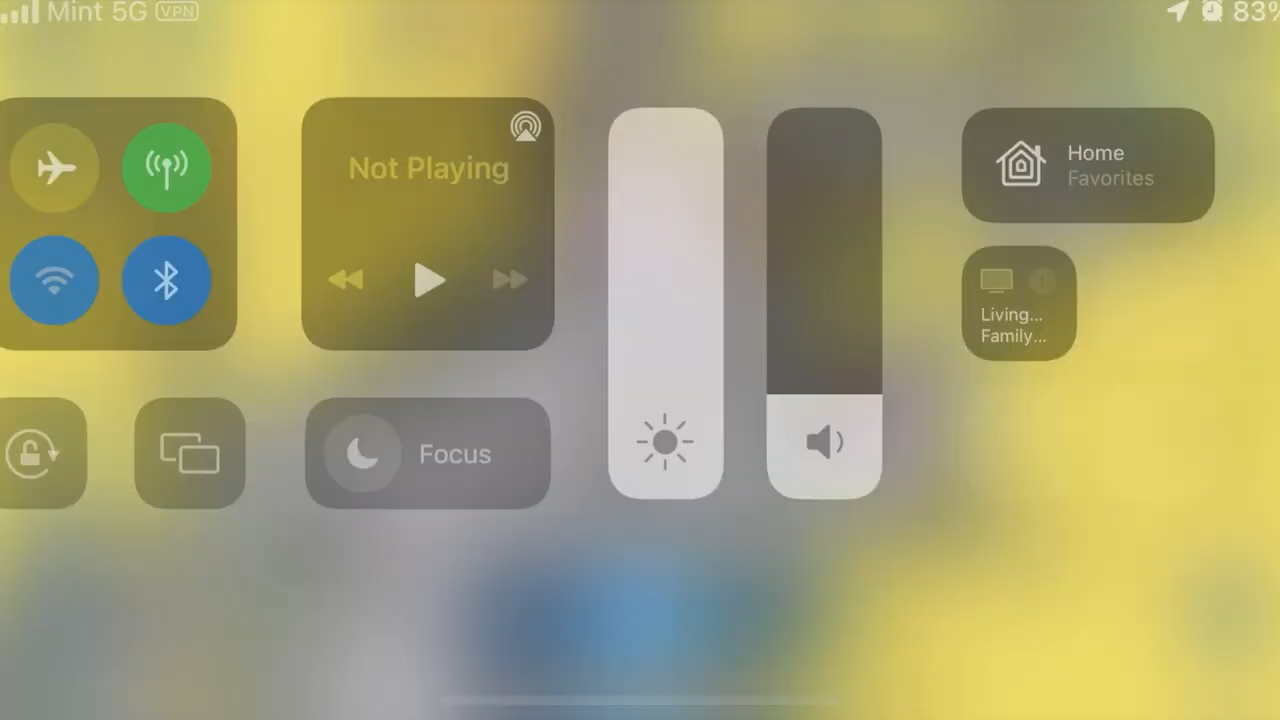 Mint 5G VPN
83%
Not Playing
Home
Favorites
Living...
Family...
Focus